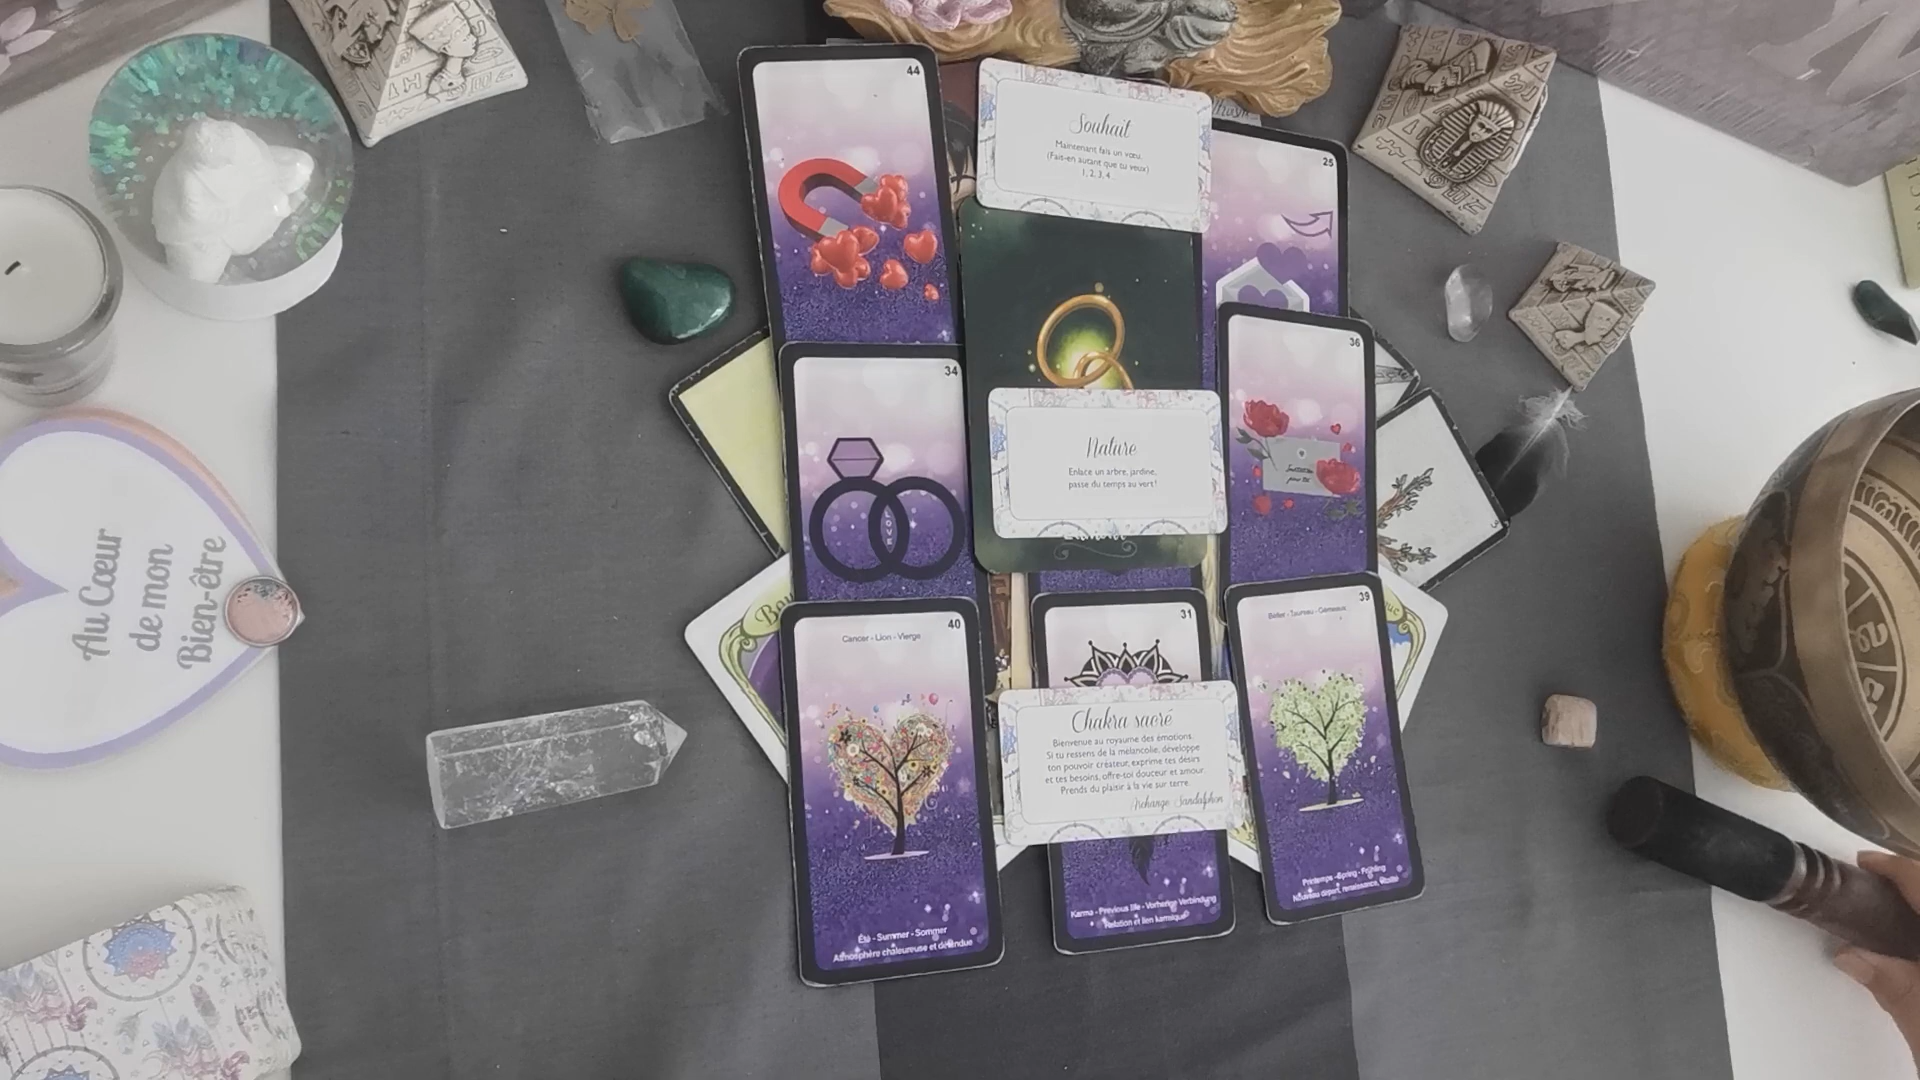 44
Souhait
Maintenant fais un vœu.
(Fais-en autant que tu veux)
1, 2, 3, 4...
25
34
LOVE
Nature
Enlace un arbre, jardine,
passe du temps au vert!
36
Invitation
pour toi
40
Cancer - Lion - Vierge
Été - Summer - Sommer
Atmosphère chaleureuse et détendue
31
Chakra sacré
Bienvenue au royaume des émotions.
Si tu ressens de la mélancolie, développe
ton pouvoir créateur, exprime tes désirs
et tes besoins, offre-toi douceur et amour.
Prends du plaisir à la vie sur terre.
Archange Sandalphon
Karma - Previous life - Vorherige Verbindung
Relation et lien karmique
39
Bélier - Taureau - Gémeaux
Printemps - Spring - Frühling
Nouveau départ, renaissance, vitalité
Au Cœur
de mon
Bien-être